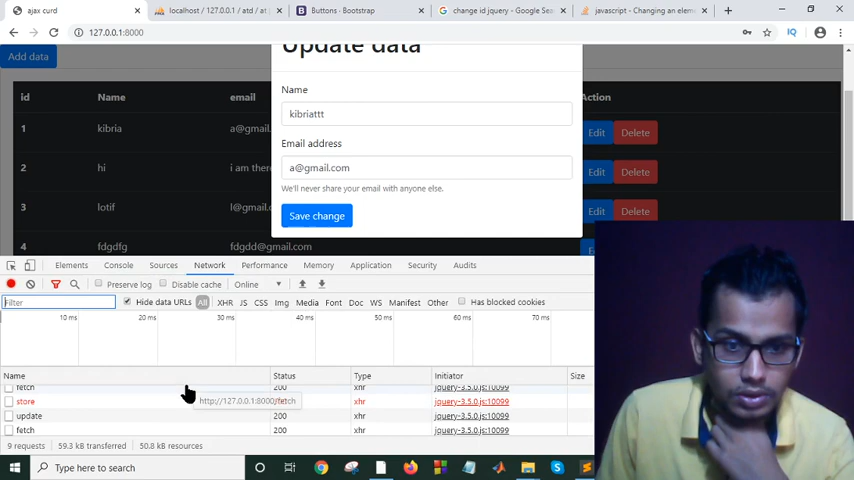 ajax curd
localhost / 127.0.0.1 / atd / at
Buttons · Bootstrap
change id jquery - Google Sea
javascript - Changing an elem
127.0.0.1:8000
IQ
Update data
Add data
id Name email Action
Name
kibriattt
1 kibria a@gmail. Edit Delete
Email address
a@gmail.com
2 hi i am there Edit Delete
We'll never share your email with anyone else.
3 lotif l@gmail. Edit Delete
Save change
4 fdgdfg fdgdd@gmail.com
Elements Console Sources Network Performance Memory Application Security Audits
Preserve log Disable cache Online
Filter Hide data URLs All XHR JS CSS Img Media Font Doc WS Manifest Other Has blocked cookies
10 ms 20 ms 30 ms 40 ms 50 ms 60 ms 70 ms
Name Status Type Initiator Size
fetch 200 xhr jquery-3.5.0.js:10099
store http://127.0.0.1:8000/fetch xhr jquery-3.5.0.js:10099
update 200 xhr jquery-3.5.0.js:10099
fetch 200 xhr jquery-3.5.0.js:10099
9 requests 59.3 kB transferred 50.8 kB resources
Type here to search